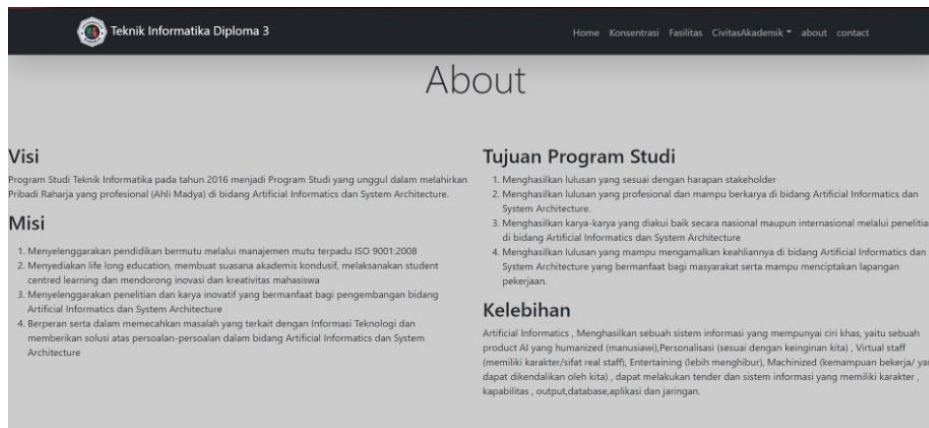 Teknik Informatika Diploma 3
Home Konsentrasi Fasilitas CivitasAkademik about contact
About
Visi
Program Studi Teknik Informatika pada tahun 2016 menjadi Program Studi yang unggul dalam melahirkan
Pribadi Raharja yang profesional (Ahli Madya) di bidang Artificial Informatics dan System Architecture.
Misi
1. Menyelenggarakan pendidikan bermutu melalui manajemen mutu terpadu ISO 9001:2008
2. Menyediakan life long education, membuat suasana akademis kondusif, melaksanakan student
centred learning dan mendorong inovasi dan kreativitas mahasiswa
3. Menyelenggarakan penelitian dan karya inovatif yang bermanfaat bagi pengembangan bidang
Artificial Informatics dan System Architecture
4. Berperan serta dalam memecahkan masalah yang terkait dengan Informasi Teknologi dan
memberikan solusi atas persoalan-persoalan dalam bidang Artificial Informatics dan System
Architecture
Tujuan Program Studi
1. Menghasilkan lulusan yang sesuai dengan harapan stakeholder
2. Menghasilkan lulusan yang profesional dan mampu berkarya di bidang Artificial Informatics dan
System Architecture.
3. Menghasilkan karya-karya yang diakui baik secara nasional maupun internasional melalui penelitia
di bidang Artificial Informatics dan System Architecture
4. Menghasilkan lulusan yang mampu mengamalkan keahliannya di bidang Artificial Informatics dan
System Architecture yang bermanfaat bagi masyarakat serta mampu menciptakan lapangan
pekerjaan.
Kelebihan
Artificial Informatics , Menghasilkan sebuah sistem informasi yang mempunyai ciri khas, yaitu sebuah
product AI yang humanized (manusiawi),Personalisasi (sesuai dengan keinginan kita) , Virtual staff
(memiliki karakter/sifat real staff), Entertaining (lebih menghibur), Machinized (kemampuan bekerja/ ya
dapat dikendalikan oleh kita) , dapat melakukan tender dan sistem informasi yang memiliki karakter ,
kapabilitas , output,database,aplikasi dan jaringan.